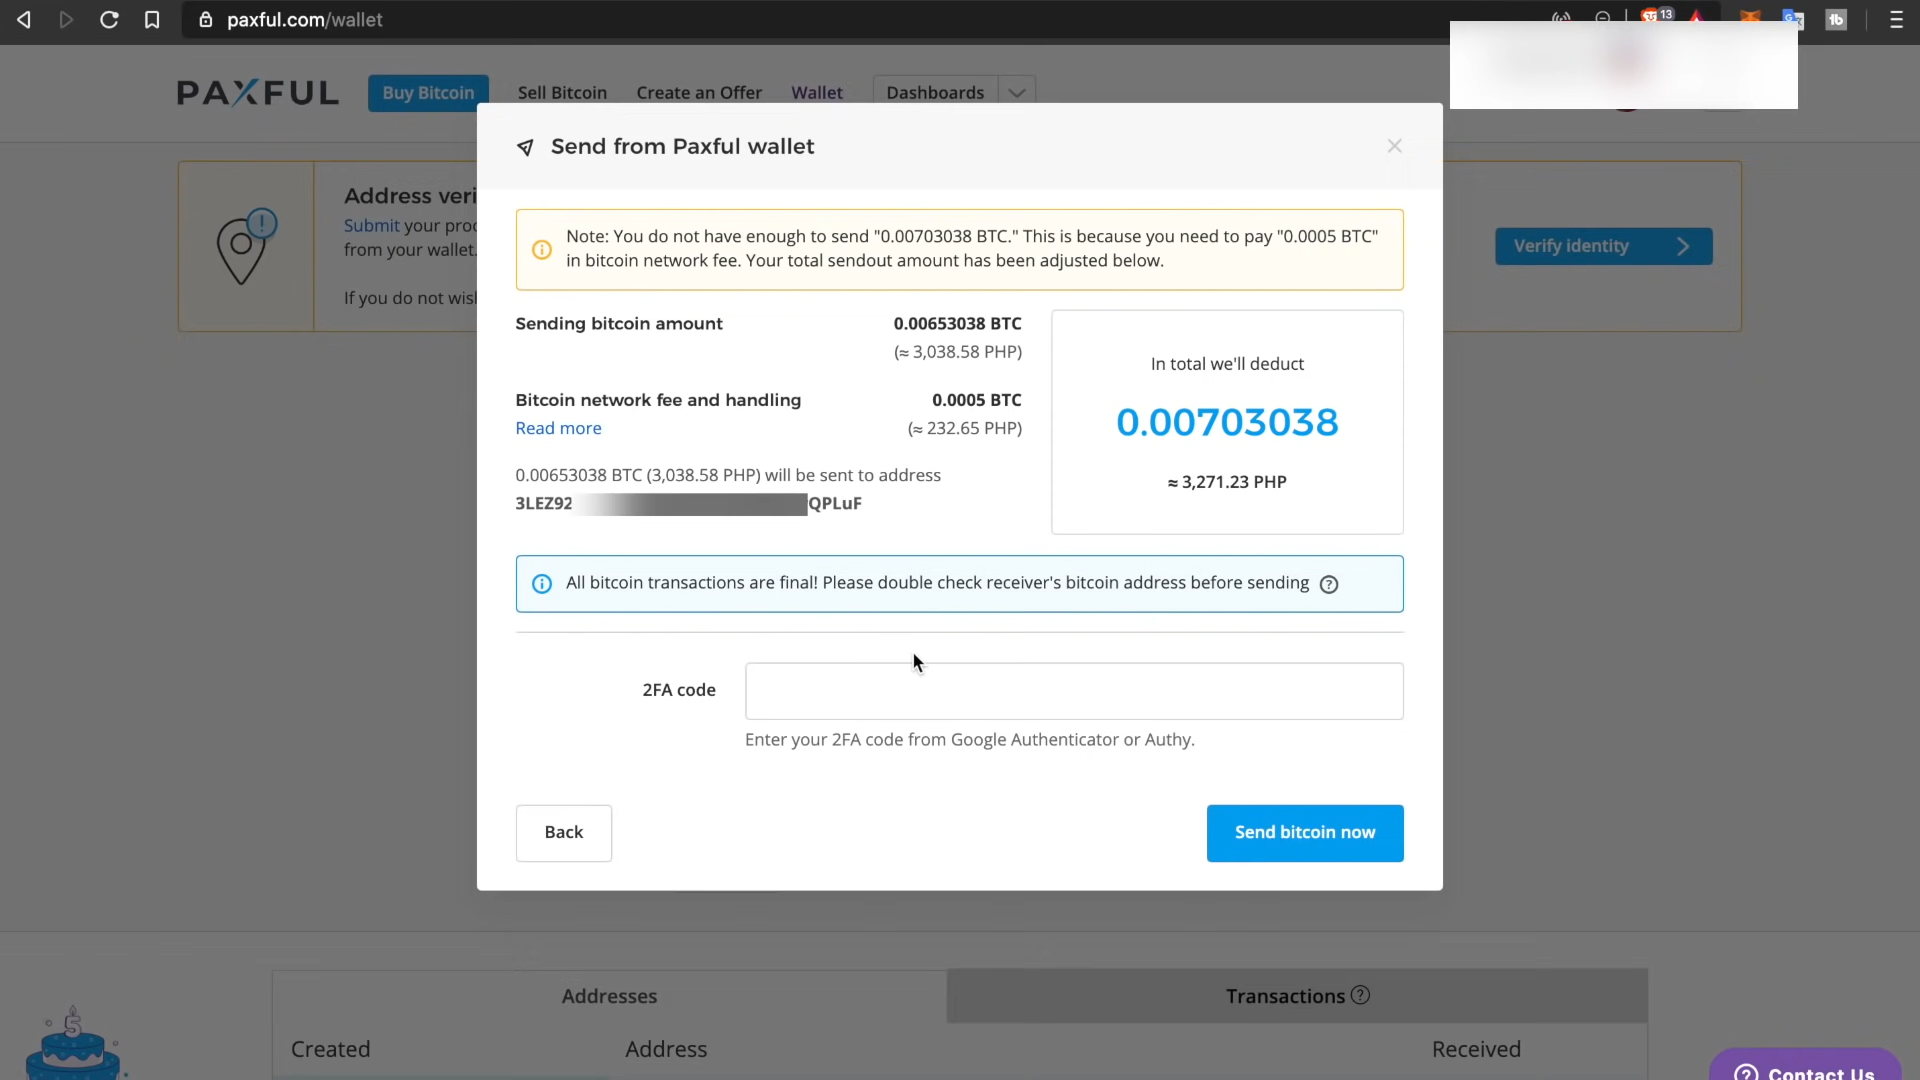 paxful.com/wallet
13
PAXFUL
Buy Bitcoin
Sell Bitcoin
Create an Offer
Wallet
Dashboards
Send from Paxful wallet
Address veri
Submit your proo
from your wallet.
If you do not wis
Verify identity
Note: You do not have enough to send "0.00703038 BTC." This is because you need to pay "0.0005 BTC"
in bitcoin network fee. Your total sendout amount has been adjusted below.
Sending bitcoin amount
0.00653038 BTC
(≈ 3,038.58 PHP)
Bitcoin network fee and handling
0.0005 BTC
Read more
(≈ 232.65 PHP)
0.00653038 BTC (3,038.58 PHP) will be sent to address
3LEZ92
QPLuF
In total we'll deduct
0.00703038
≈ 3,271.23 PHP
All bitcoin transactions are final! Please double check receiver's bitcoin address before sending
2FA code
Enter your 2FA code from Google Authenticator or Authy.
Back
Send bitcoin now
Addresses
Transactions
Created
Address
Received
5
Contact Us